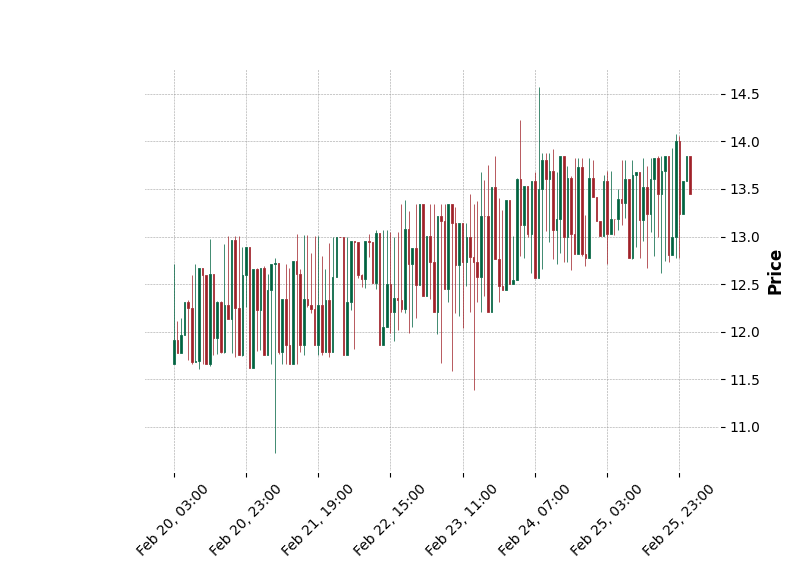 14.5
14.0
13.5
13.0
12.5
12.0
11.5
11.0
Price
Feb 20, 03:00
Feb 20, 23:00
Feb 21, 19:00
Feb 22, 15:00
Feb 23, 11:00
Feb 24, 07:00
Feb 25, 03:00
Feb 25, 23:00